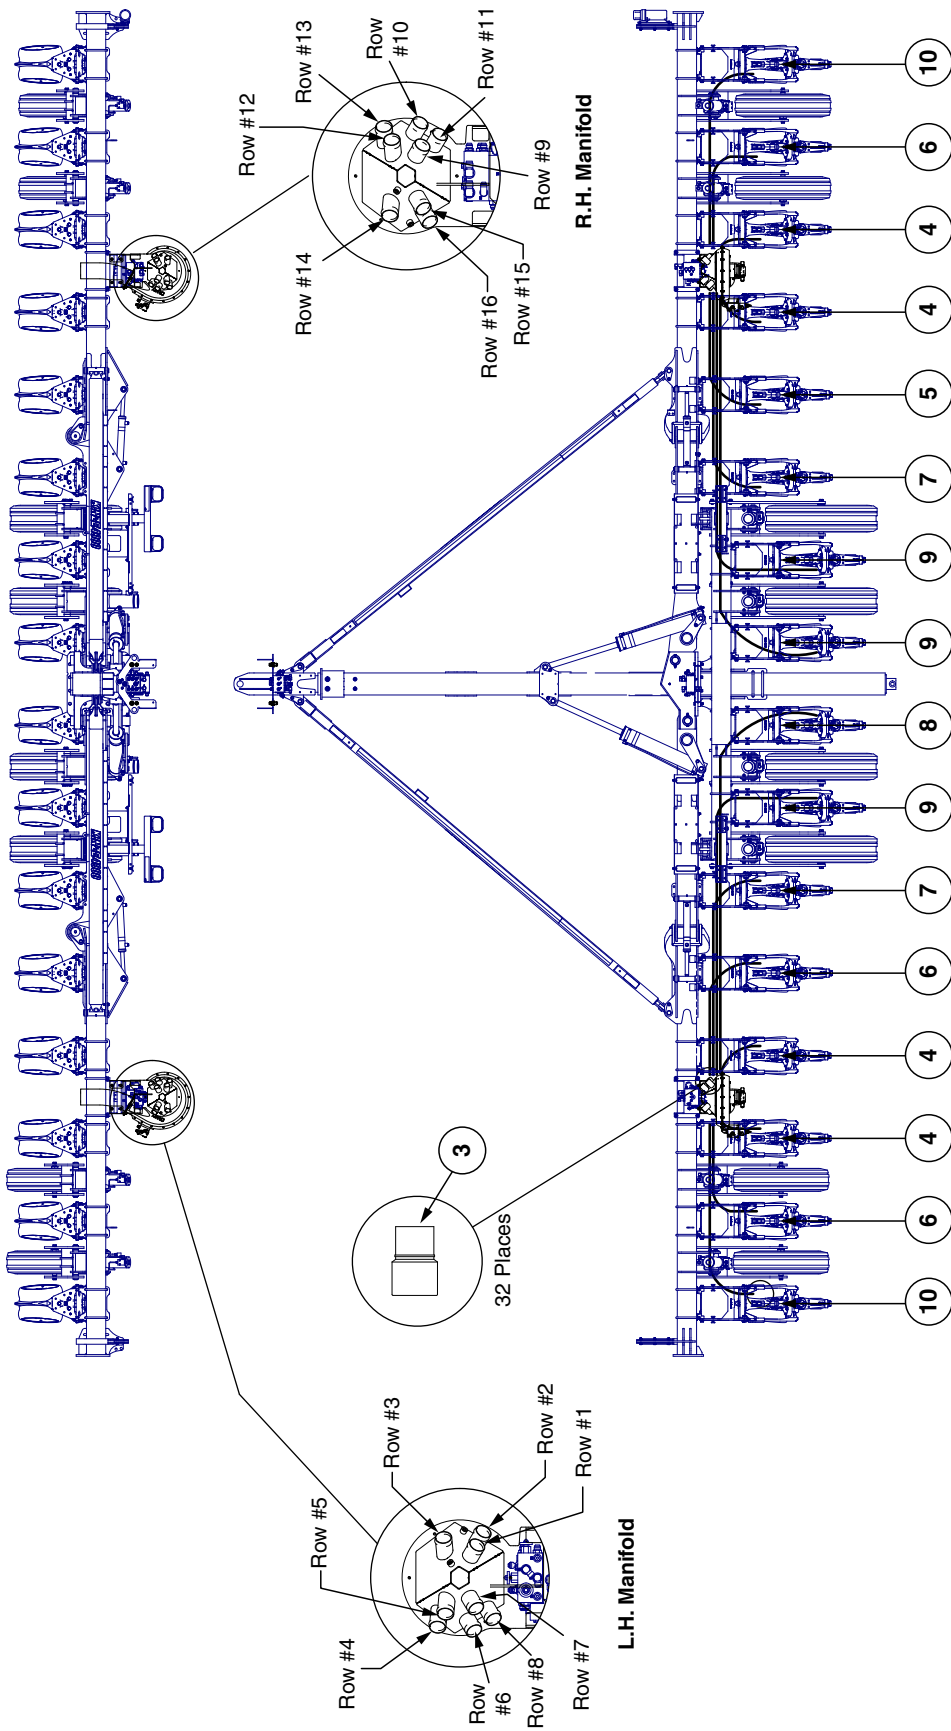 Row #5
Row #4
Row #3
Row
#6
Row #8
Row #7
Row #2
Row #1
L.H. Manifold
3
32 Places
Row #12
Row #13
Row
#10
Row #11
Row #14
Row #16
Row #15
Row #9
R.H. Manifold
10
6
4
4
6
7
9
8
9
9
7
5
4
4
6
10